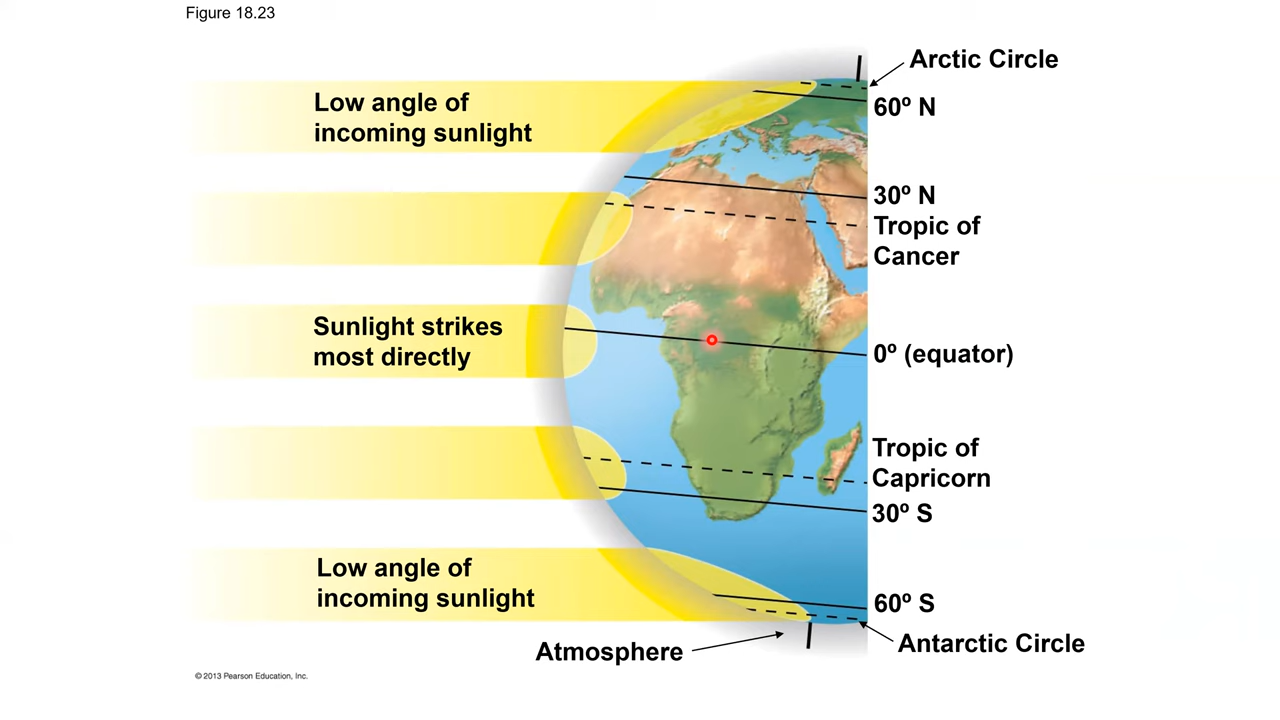 Figure 18.23
Arctic Circle
Low angle of
incoming sunlight
60º N
30º N
Tropic of
Cancer
Sunlight strikes
most directly
0º (equator)
Tropic of
Capricorn
30º S
Low angle of
incoming sunlight
60º S
Antarctic Circle
Atmosphere
© 2013 Pearson Education, Inc.